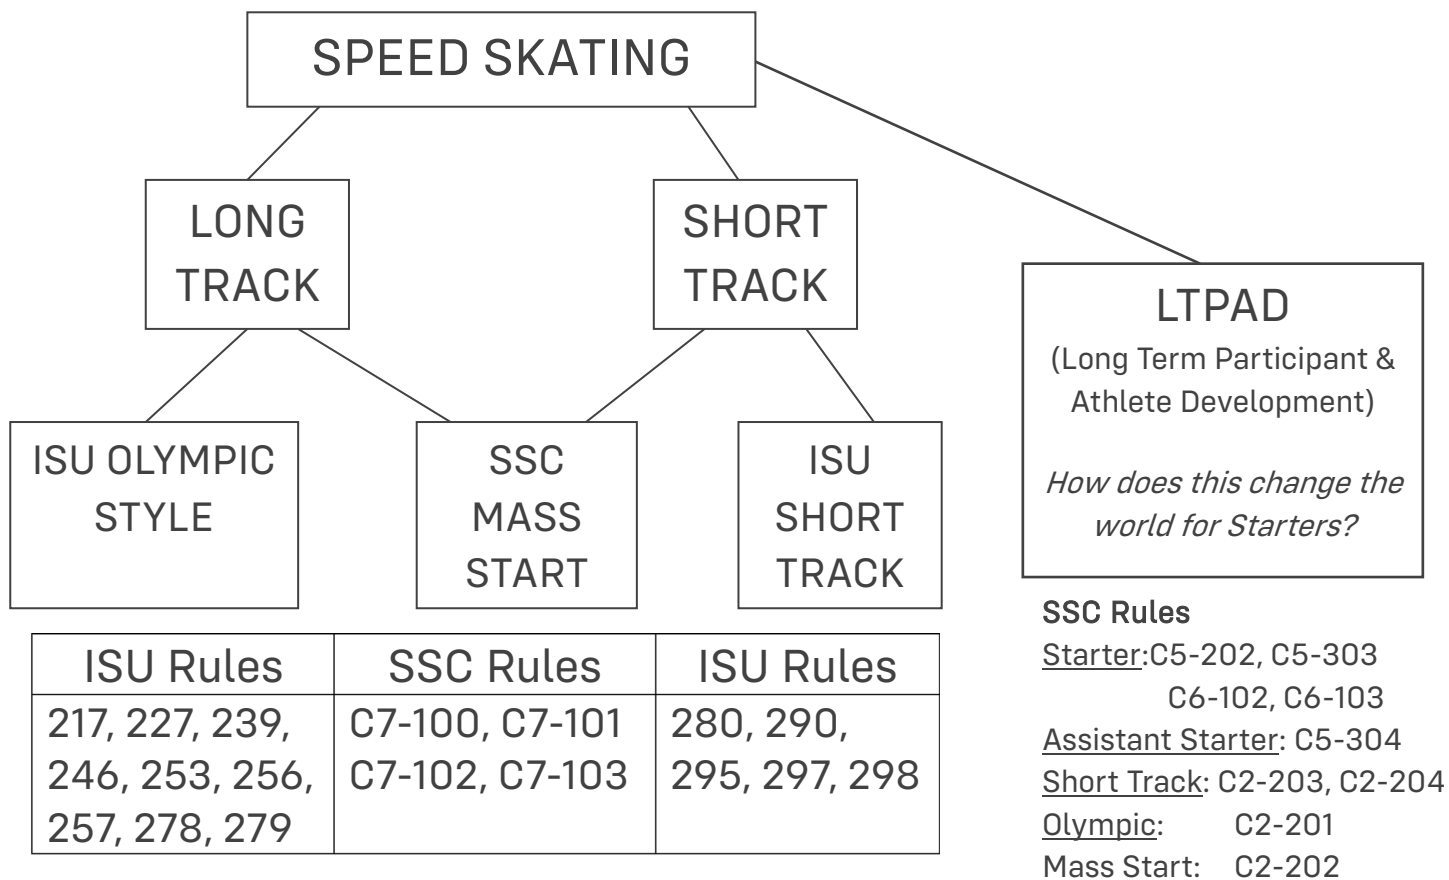 SPEED SKATING
LONG
TRACK
SHORT
TRACK
LTPAD
(Long Term Participant &
Athlete Development)
How does this change the
world for Starters?
ISU OLYMPIC
STYLE
SSC
MASS
START
ISU
SHORT
TRACK
ISU Rules
217, 227, 239,
246, 253, 256,
257, 278, 279
SSC Rules
C7-100, C7-101
C7-102, C7-103
ISU Rules
280, 290,
295, 297, 298
SSC Rules
Starter:C5-202, C5-303
C6-102, C6-103
Assistant Starter: C5-304
Short Track: C2-203, C2-204
Olympic: C2-201
Mass Start: C2-202